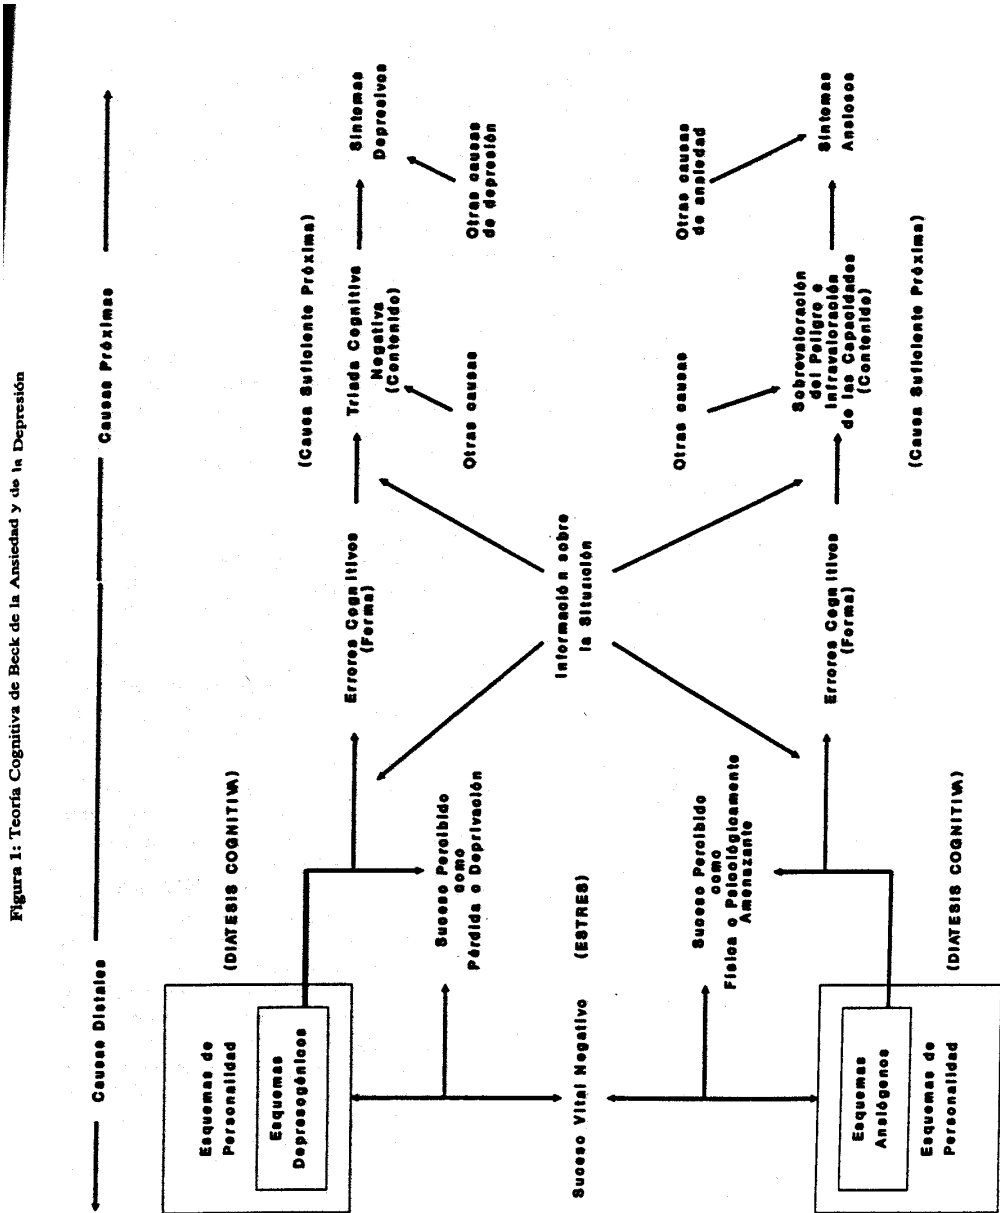 Figura 1: Teoría Cognitiva de Beck de la Ansiedad y de la Depresión
Causas Distales
Causas Próximas
Esquemas de
Personalidad
Esquemas
Depresogénicos
(DIATESIS COGNITIVA)
Suceso Percibido
como
Pérdida o Deprivación
Errores Cognitivos
(Forma)
(Causa Suficiente Próxima)
Triada Cognitiva
Negativa
(Contenido)
Otras causas
Síntomas
Depresivos
Otras causas
de depresión
Suceso Vital Negativo (ESTRES)
Información sobre
la Situación
Suceso Percibido
como
Física o Psicológicamente
Amenazante
Otras causas
Otras causas
de ansiedad
Esquemas
Ansiógenos
Esquemas de
Personalidad
(DIATESIS COGNITIVA)
Errores Cognitivos
(Forma)
Sobrevaloración
del Peligro e
Infravaloración
de las Capacidades
(Contenido)
(Causa Suficiente Próxima)
Síntomas
Ansiosos